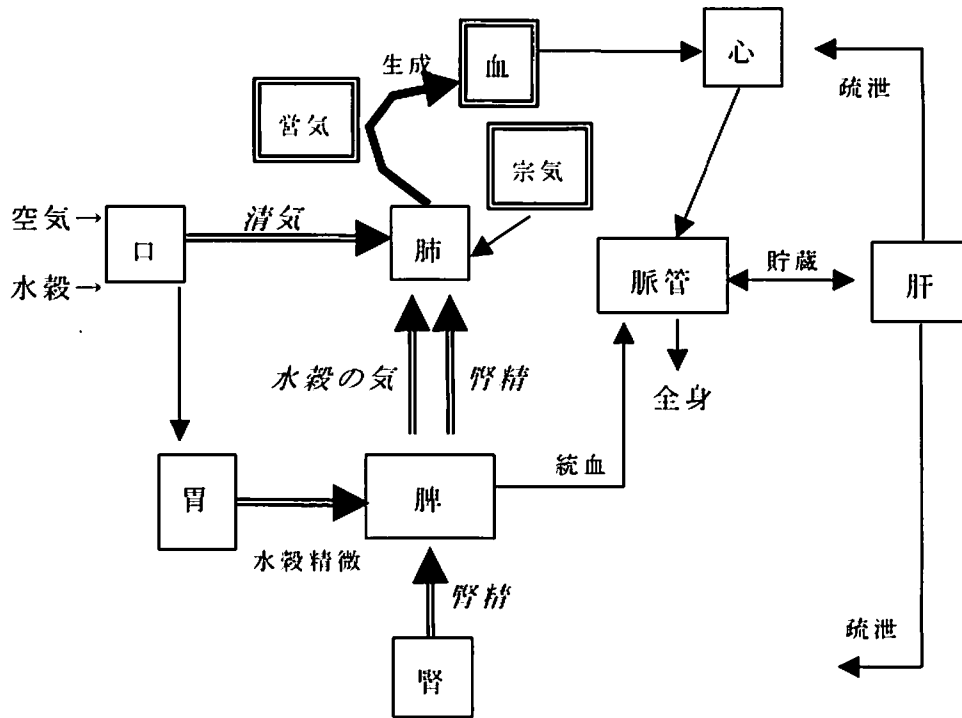 生成
血
心
疏泄
営気
宗気
空気→
口
清気
肺
水穀→
脈管
貯蔵
肝
水穀の気
腎精
全身
胃
脾
統血
水穀精微
腎精
腎
疏泄